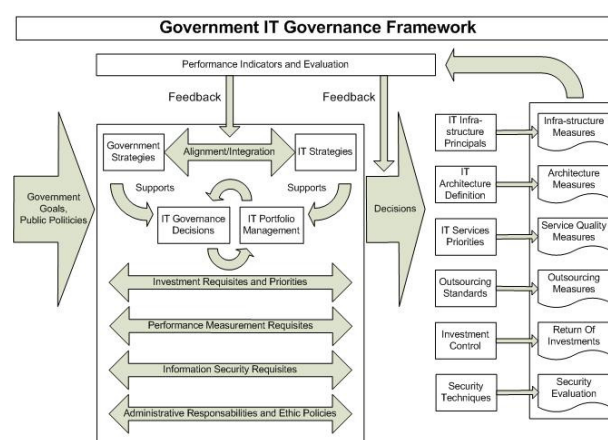 Government IT Governance Framework
Performance Indicators and Evaluation
Feedback
Feedback
Government
Strategies
Alignment/Integration
IT Strategies
Supports
Supports
IT Governance
Decisions
IT Portfolio
Management
Government
Goals,
Public Politicies
Decisions
Investment Requisites and Priorities
Performance Measurement Requisites
Information Security Requisites
Administrative Responsabilities and Ethic Policies
IT Infra-
structure
Principals
Infra-structure
Measures
IT
Architecture
Definition
Architecture
Measures
IT Services
Priorities
Service Quality
Measures
Outsourcing
Standards
Outsourcing
Measures
Investment
Control
Return Of
Investments
Security
Techniques
Security
Evaluation